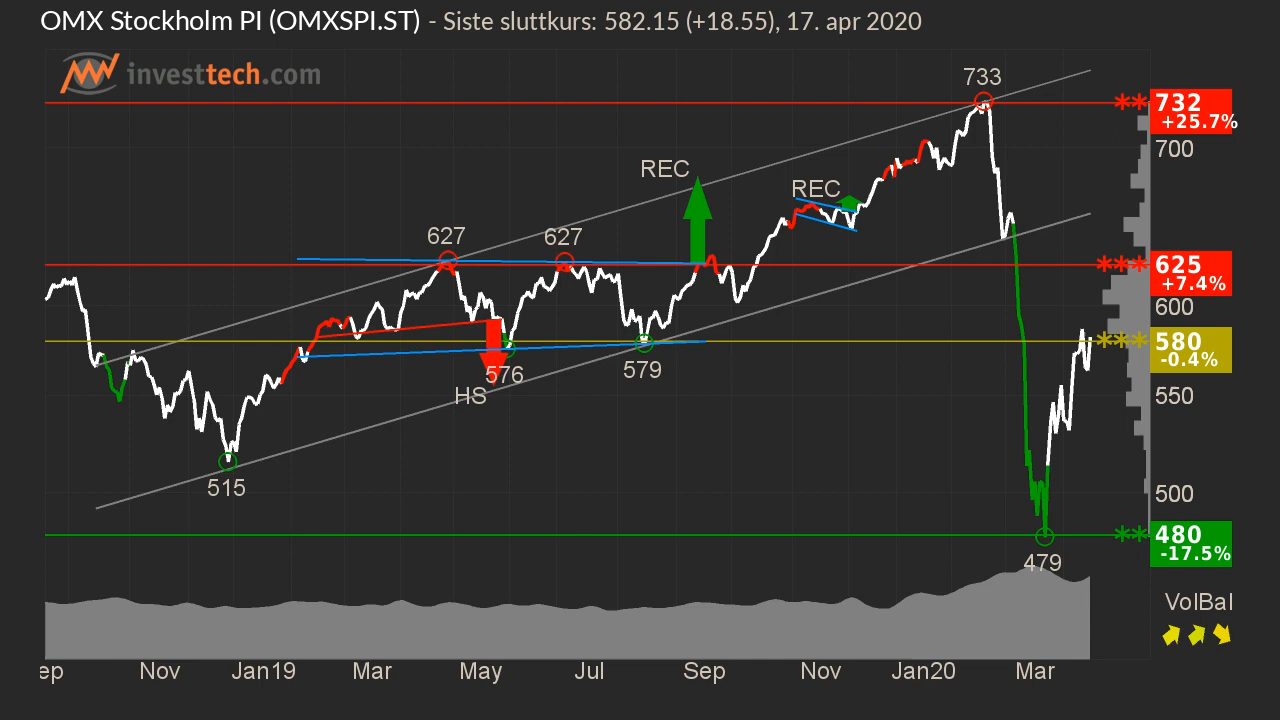 OMX Stockholm PI (OMXSPI.ST) - Siste sluttkurs: 582.15 (+18.55), 17. apr 2020
investtech.com
733
** 732
+25.7%
700
REC
REC
627
627
*** 625
+7.4%
600
*** 580
-0.4%
576
579
HS
550
515
500
** 480
-17.5%
479
VolBal
ep Nov Jan19 Mar May Jul Sep Nov Jan20 Mar